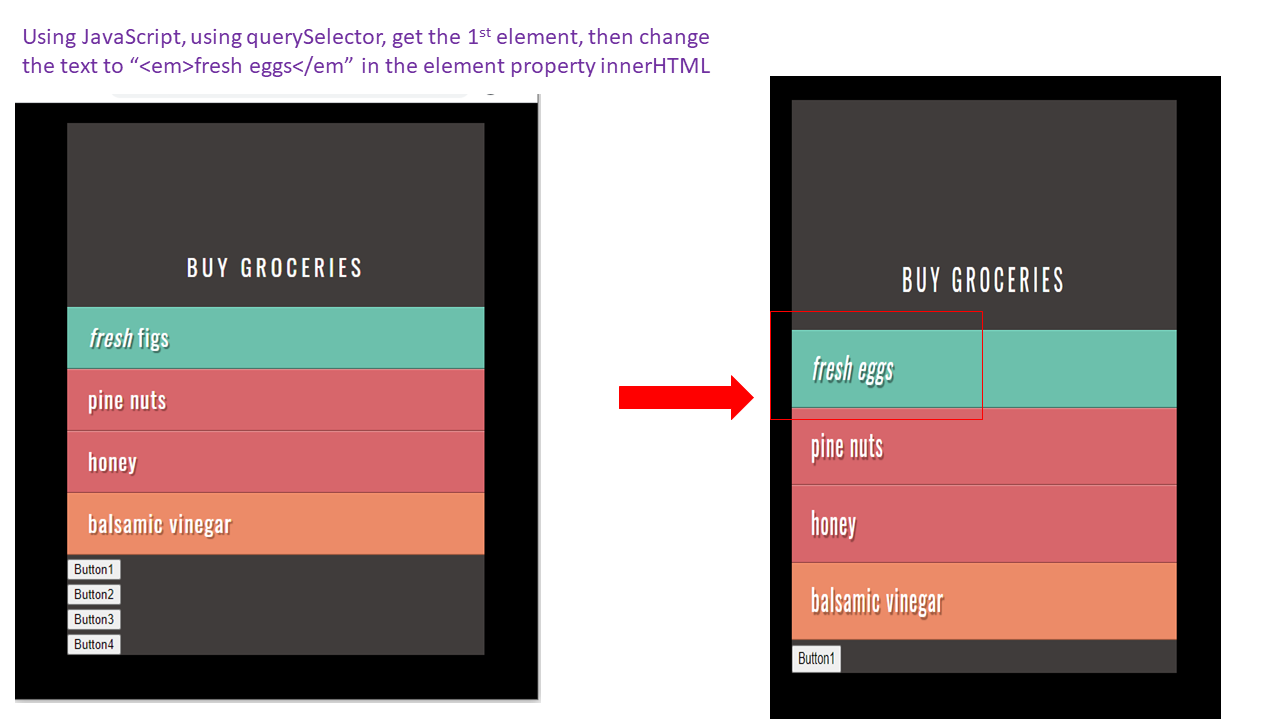 Using JavaScript, using querySelector, get the 1st element, then change
the text to “<em>fresh eggs</em” in the element property innerHTML
BUY GROCERIES
fresh figs
pine nuts
honey
balsamic vinegar
Button1
Button2
Button3
Button4
BUY GROCERIES
fresh eggs
pine nuts
honey
balsamic vinegar
Button1